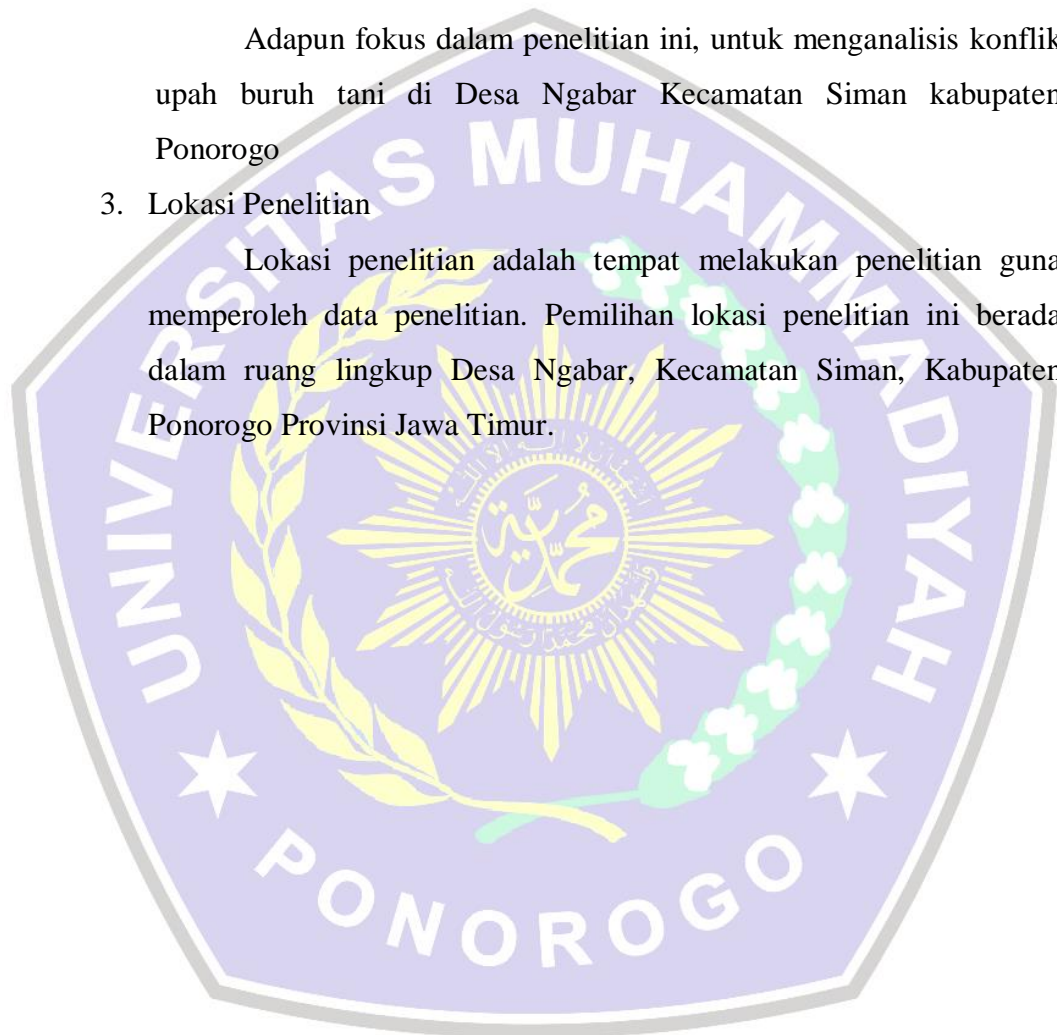 Adapun fokus dalam penelitian ini, untuk menganalisis konflik
upah buruh tani di Desa Ngabar Kecamatan Siman kabupaten
Ponorogo
3. Lokasi Penelitian
Lokasi penelitian adalah tempat melakukan penelitian guna
memperoleh data penelitian. Pemilihan lokasi penelitian ini berada
dalam ruang lingkup Desa Ngabar, Kecamatan Siman, Kabupaten
Ponorogo Provinsi Jawa Timur.
UNIVERSITAS MUHAMMADIYAH
PONOROGO
محمدية